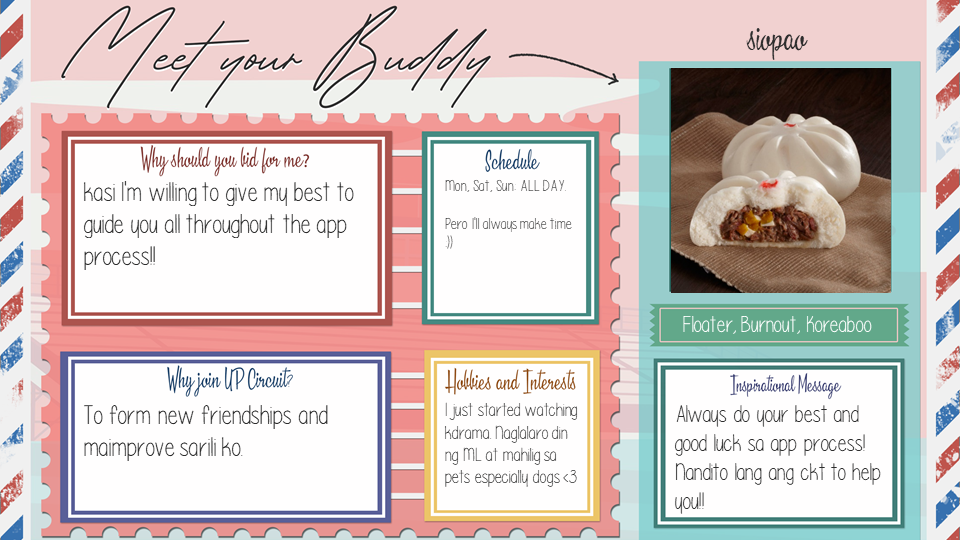 Meet your Buddy
siopao
Why should you bid for me?
kasi I'm willing to give my best to
guide you all throughout the app
process!!
Schedule
Mon, Sat, Sun: ALL DAY.
Pero I'll always make time
:))
Floater, Burnout, Koreaboo
Why join UP Circuit?
To form new friendships and
maimprove sarili ko.
Hobbies and Interests
I just started watching
kdrama. Naglalaro din
ng ML at mahilig sa
pets especially dogs <3
Inspirational Message
Always do your best and
good luck sa app process!
Nandito lang ang ckt to help
you!!